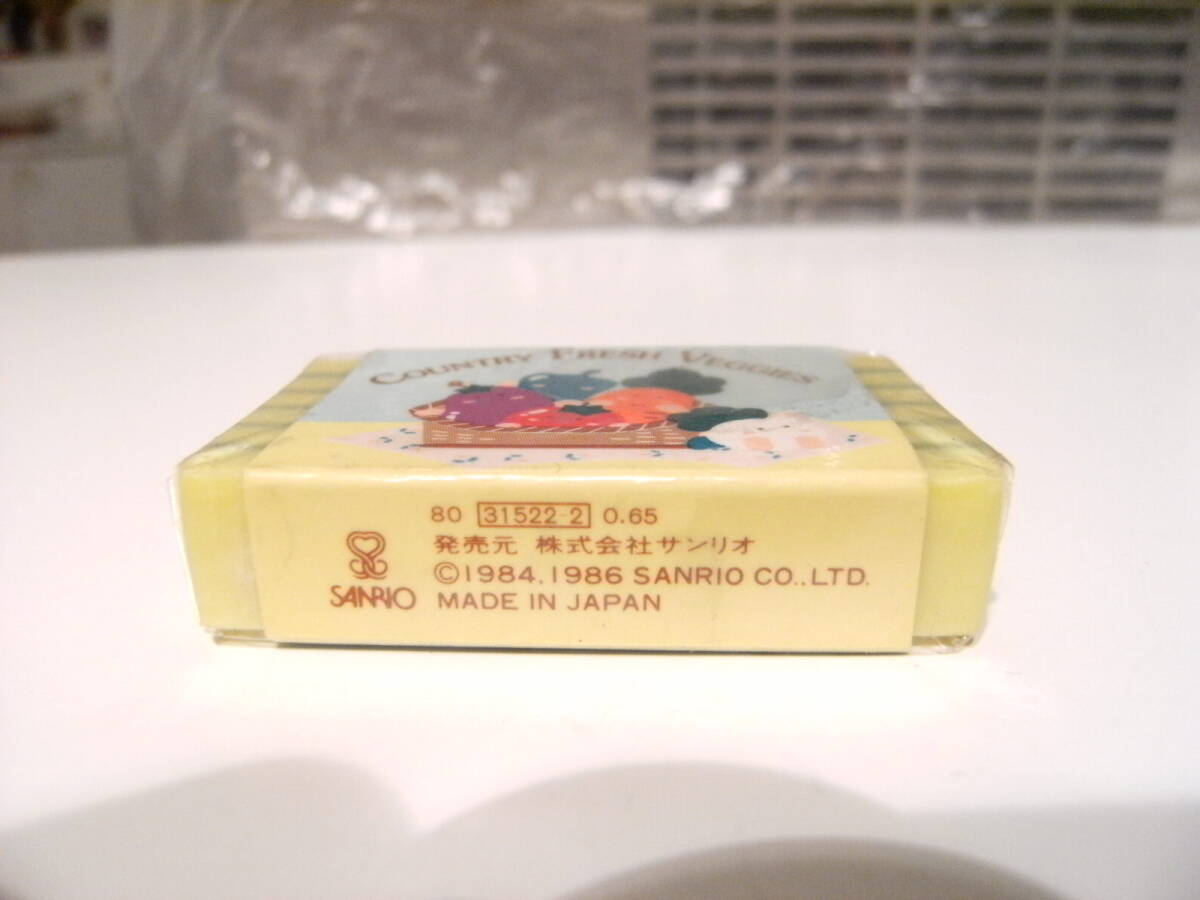 COUNTRY FRESH VEGGIES
80 31522-2 0.65
発売元 株式会社サンリオ
©1984.1986 SANRIO CO.,LTD.
SANRIO MADE IN JAPAN